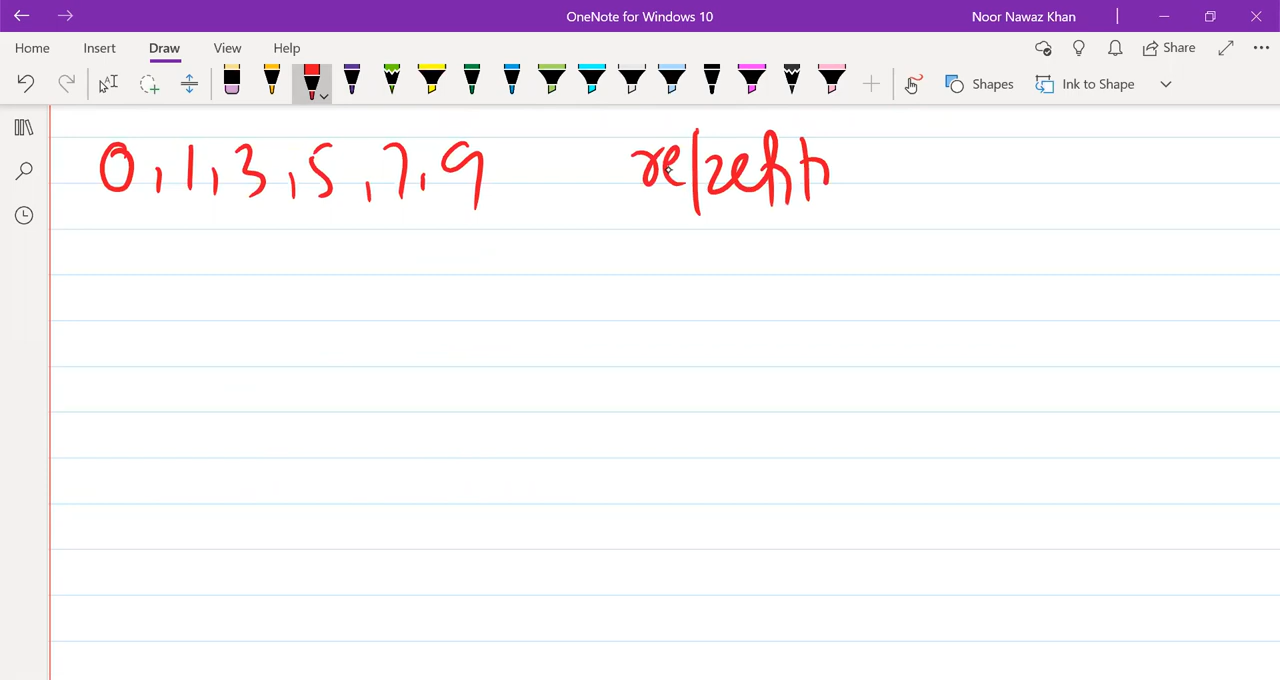 OneNote for Windows 10
Noor Nawaz Khan
Home Insert Draw View Help
Share
Shapes
Ink to Shape
0, 1, 3, 5, 7, 9